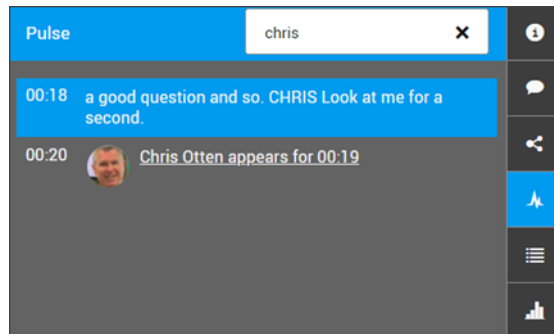 Pulse
chris
00:18
a good question and so. CHRIS Look at me for a
second.
00:20
Chris Otten appears for 00:19